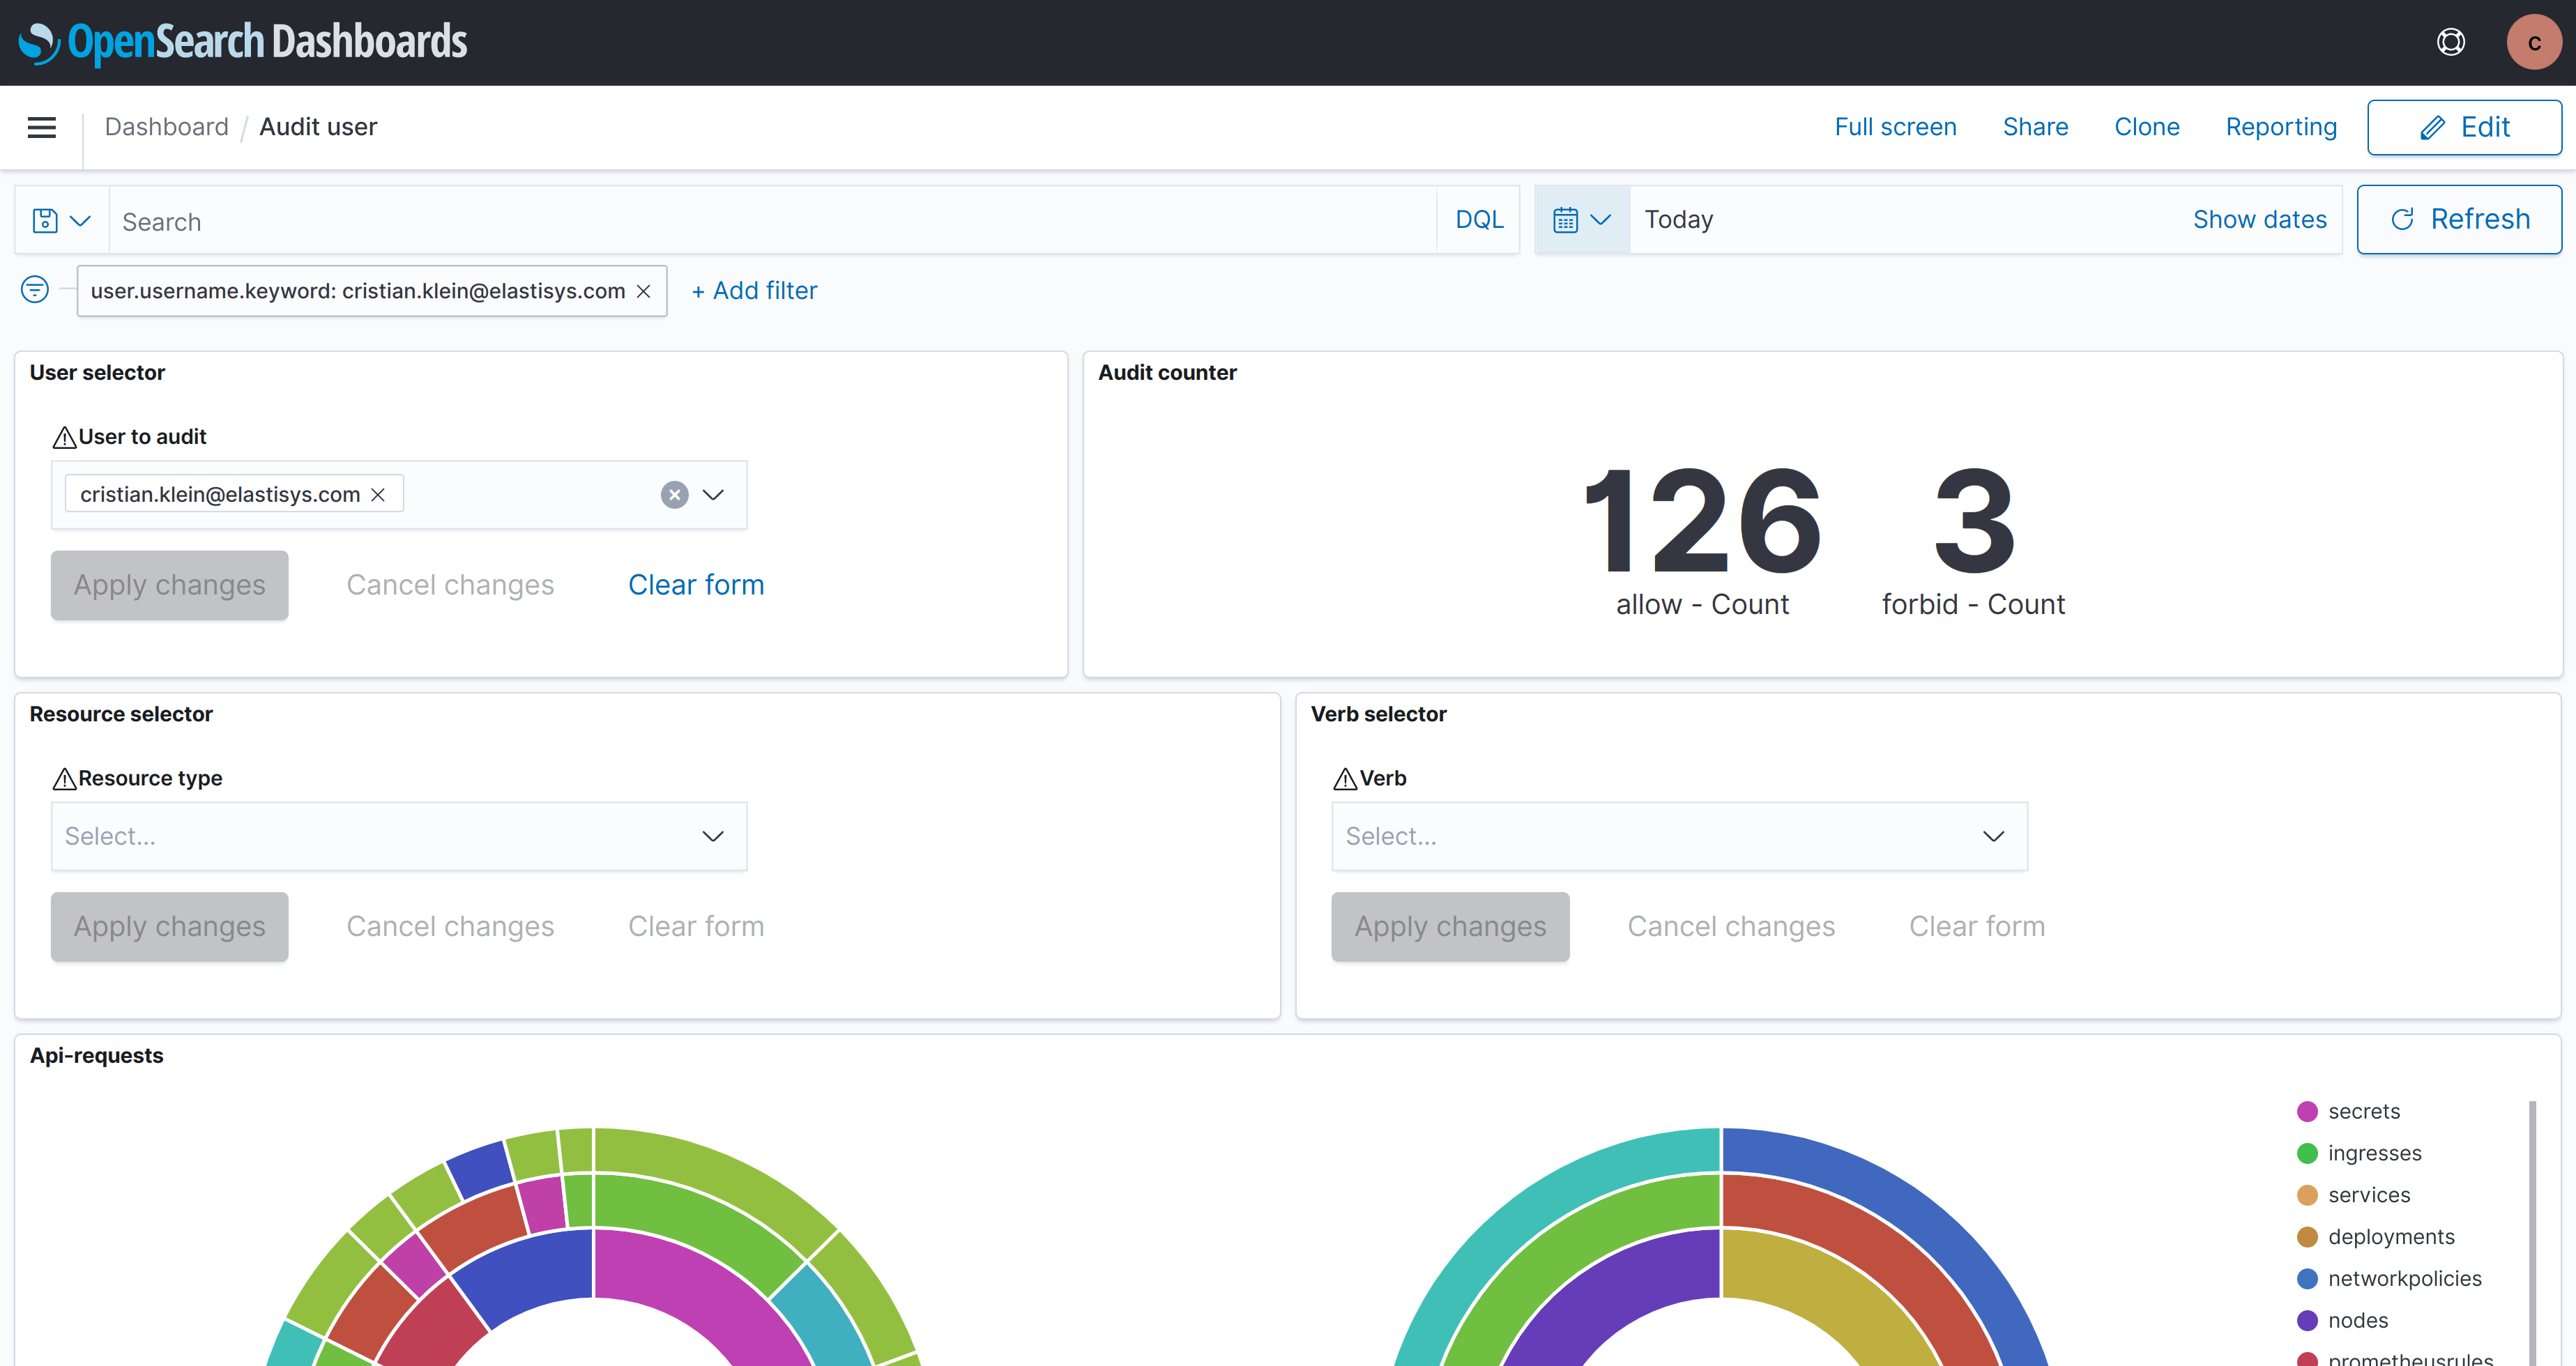 OpenSearch Dashboards
C
Dashboard / Audit user
Full screen Share Clone Reporting Edit
Search DQL Today Show dates Refresh
user.username.keyword: cristian.klein@elastisys.com + Add filter
User selector
User to audit
cristian.klein@elastisys.com
Apply changes Cancel changes Clear form
Audit counter
126 3
allow - Count forbid - Count
Resource selector
Resource type
Select...
Apply changes Cancel changes Clear form
Verb selector
Verb
Select...
Apply changes Cancel changes Clear form
Api-requests
secrets
ingresses
services
deployments
networkpolicies
nodes
prometheusrules